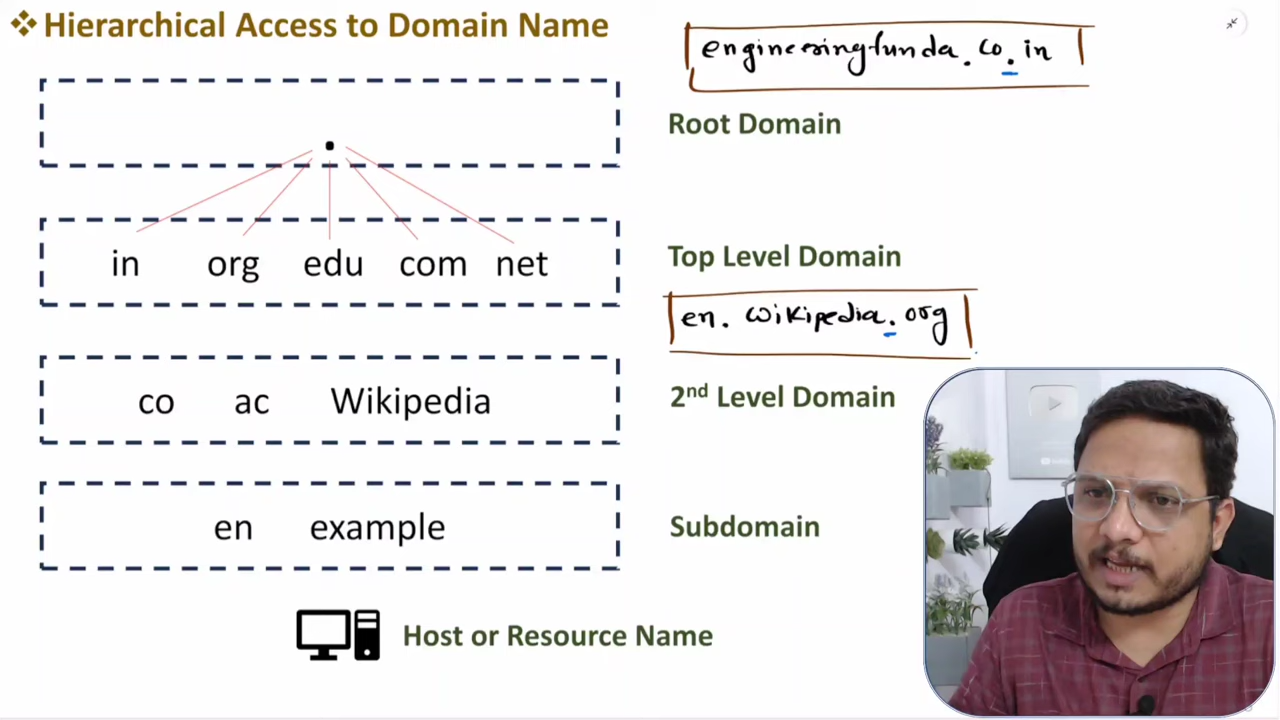 ❖ Hierarchical Access to Domain Name
engineeringfunda.co.in
Root Domain
.
in org edu com net
Top Level Domain
en. wikipedia.org
co ac Wikipedia
2nd Level Domain
en example
Subdomain
Host or Resource Name